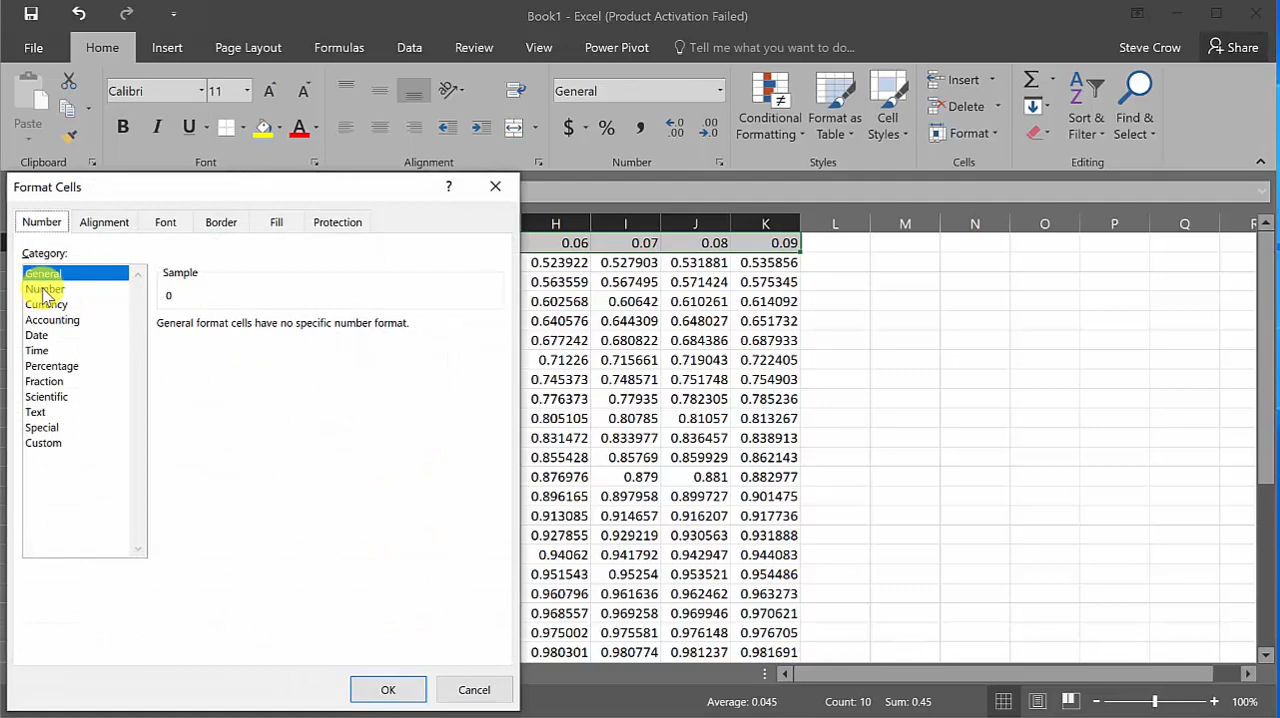 Book1 - Excel (Product Activation Failed)
File Home Insert Page Layout Formulas Data Review View Power Pivot Tell me what you want to do... Steve Crow Share
Paste
Clipboard
Calibri 11
B I U A
Font
Alignment
General
$ % , .00 .00
Number
Conditional Formatting
Format as Table
Cell Styles
Styles
Insert
Delete
Format
Cells
Sort & Filter
Find & Select
Editing
Format Cells ?
Number Alignment Font Border Fill Protection
Category:
General
Number
Currency
Accounting
Date
Time
Percentage
Fraction
Scientific
Text
Special
Custom
Sample
0
General format cells have no specific number format.
OK Cancel
H I J K L M N O P Q R
0.06 0.07 0.08 0.09
0.523922 0.527903 0.531881 0.535856
0.563559 0.567495 0.571424 0.575345
0.602568 0.60642 0.610261 0.614092
0.640576 0.644309 0.648027 0.651732
0.677242 0.680822 0.684386 0.687933
0.71226 0.715661 0.719043 0.722405
0.745373 0.748571 0.751748 0.754903
0.776373 0.77935 0.782305 0.785236
0.805105 0.80785 0.81057 0.813267
0.831472 0.833977 0.836457 0.838913
0.855428 0.85769 0.859929 0.862143
0.876976 0.879 0.881 0.882977
0.896165 0.897958 0.899727 0.901475
0.913085 0.914657 0.916207 0.917736
0.927855 0.929219 0.930563 0.931888
0.94062 0.941792 0.942947 0.944083
0.951543 0.95254 0.953521 0.954486
0.960796 0.961636 0.962462 0.963273
0.968557 0.969258 0.969946 0.970621
0.975002 0.975581 0.976148 0.976705
0.980301 0.980774 0.981237 0.981691
Average: 0.045 Count: 10 Sum: 0.45 100%